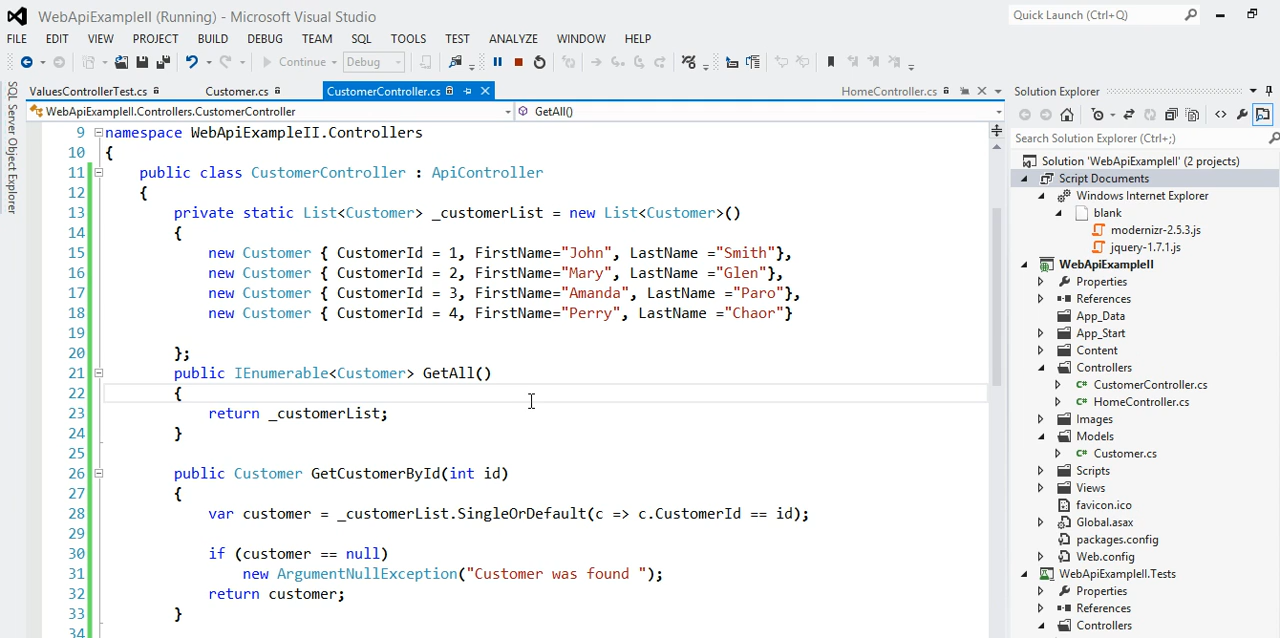 WebApiExampleII (Running) - Microsoft Visual Studio
Quick Launch (Ctrl+Q)
FILE EDIT VIEW PROJECT BUILD DEBUG TEAM SQL TOOLS TEST ANALYZE WINDOW HELP
Continue Debug
SQL Server Object Explorer
ValuesControllerTest.cs Customer.cs CustomerController.cs HomeController.cs
WebApiExampleII.Controllers.CustomerController GetAll()
9 namespace WebApiExampleII.Controllers
10 {
11 public class CustomerController : ApiController
12 {
13 private static List<Customer> _customerList = new List<Customer>()
14 {
15 new Customer { CustomerId = 1, FirstName="John", LastName ="Smith"},
16 new Customer { CustomerId = 2, FirstName="Mary", LastName ="Glen"},
17 new Customer { CustomerId = 3, FirstName="Amanda", LastName ="Paro"},
18 new Customer { CustomerId = 4, FirstName="Perry", LastName ="Chaor"}
19
20 };
21 public IEnumerable<Customer> GetAll()
22 {
23 return _customerList;
24 }
25
26 public Customer GetCustomerById(int id)
27 {
28 var customer = _customerList.SingleOrDefault(c => c.CustomerId == id);
29
30 if (customer == null)
31 new ArgumentNullException("Customer was found ");
32 return customer;
33 }
34
Solution Explorer
Search Solution Explorer (Ctrl+;)
Solution 'WebApiExampleII' (2 projects)
Script Documents
Windows Internet Explorer
blank
modernizr-2.5.3.js
jquery-1.7.1.js
WebApiExampleII
Properties
References
App_Data
App_Start
Content
Controllers
CustomerController.cs
HomeController.cs
Images
Models
Customer.cs
Scripts
Views
favicon.ico
Global.asax
packages.config
Web.config
WebApiExampleII.Tests
Properties
References
Controllers